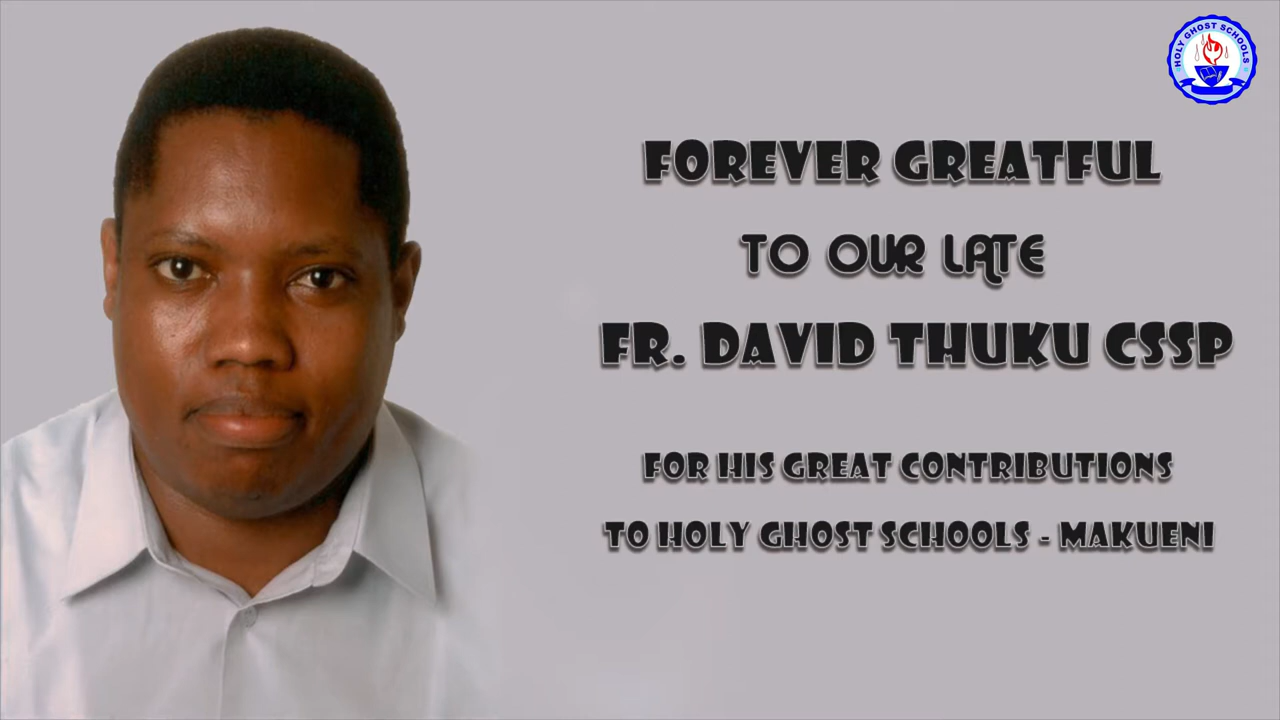 HOLY GHOST SCHOOLS
FOREVER GREATFUL
TO OUR LATE
FR. DAVID THUKU CSSP
FOR HIS GREAT CONTRIBUTIONS
TO HOLY GHOST SCHOOLS - MAKUENI